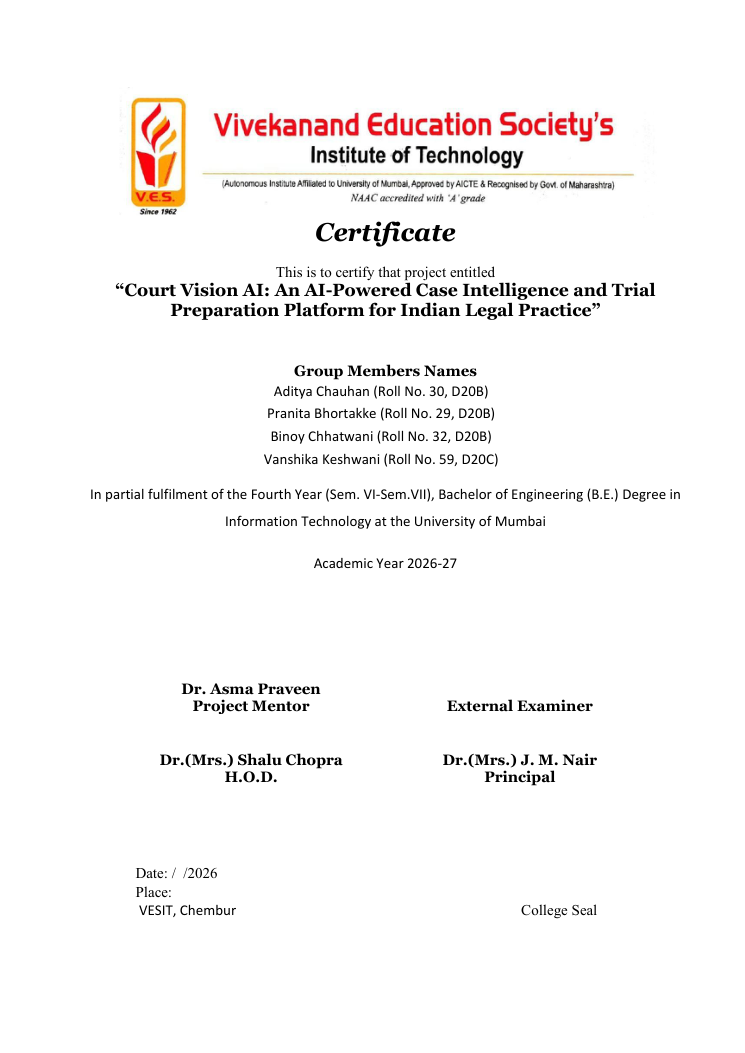 Vivekanand Education Society's
Institute of Technology
(Autonomous Institute Affiliated to University of Mumbai, Approved by AICTE & Recognised by Govt. of Maharashtra)
NAAC accredited with ‘A’ grade
V.E.S.
Since 1962
Certificate
This is to certify that project entitled
“Court Vision AI: An AI-Powered Case Intelligence and Trial
Preparation Platform for Indian Legal Practice”
Group Members Names
Aditya Chauhan (Roll No. 30, D20B)
Pranita Bhortakke (Roll No. 29, D20B)
Binoy Chhatwani (Roll No. 32, D20B)
Vanshika Keshwani (Roll No. 59, D20C)
In partial fulfilment of the Fourth Year (Sem. VI-Sem.VII), Bachelor of Engineering (B.E.) Degree in
Information Technology at the University of Mumbai
Academic Year 2026-27
Dr. Asma Praveen
Project Mentor
External Examiner
Dr.(Mrs.) Shalu Chopra
H.O.D.
Dr.(Mrs.) J. M. Nair
Principal
Date: /  /2026
Place:
VESIT, Chembur
College Seal